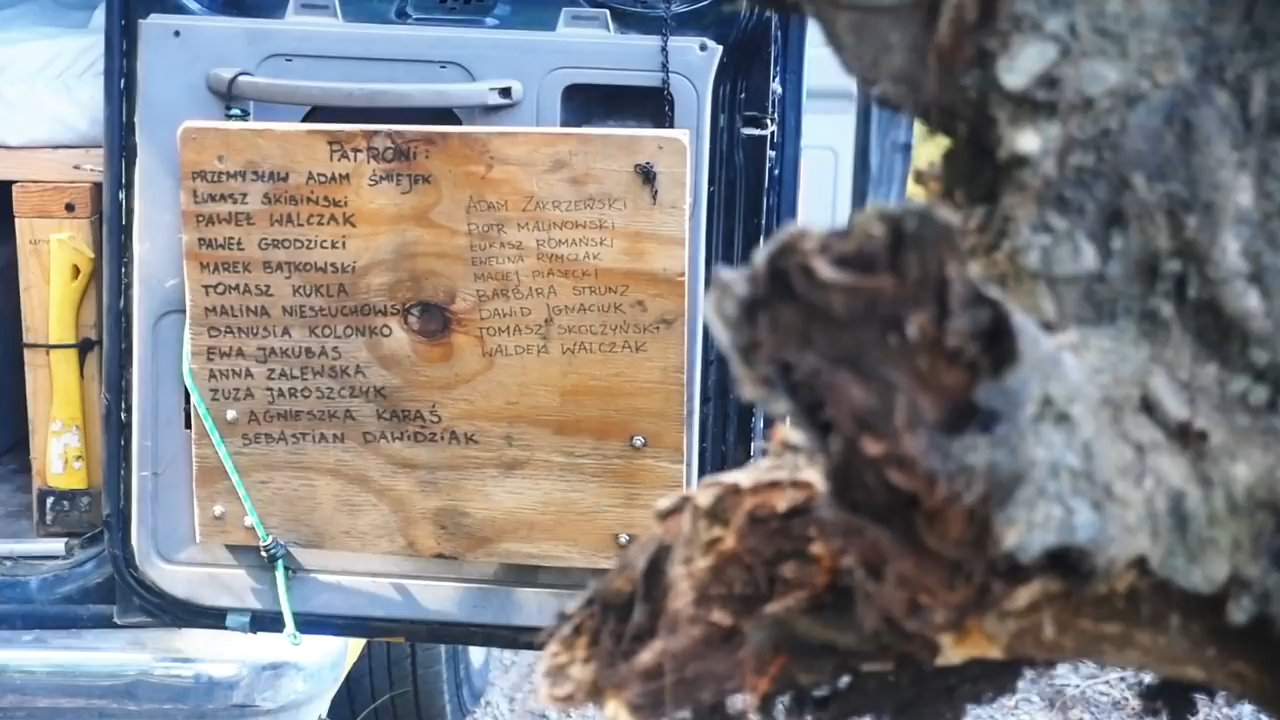 PATRONi:
PRZEMYSŁAW ADAM ŚMIEJEK
ŁUKASZ SKIBIŃSKI
PAWEŁ WALCZAK
PAWEŁ GRODZICKI
MAREK BAJKOWSKI
TOMASZ KUKLA
MALINA NIESŁUCHOWSK
DANUSIA KOLONKO
EWA JAKUBAS
ANNA ZALEWSKA
ZUZA JAROSZCZYK
AGNIESZKA KARAŚ
SEBASTIAN DAWiDZiAK
ADAM ZAKRZEWSKI
PIOTR MALINOWSKI
ŁUKASZ ROMAŃSKI
EWELINA RYMCZAK
MACIEJ PIASECKI
BARBARA STRUNZ
DAWID IGNACIUK
TOMASZ SKOCZYŃSKI
WALDEK WALCZAK